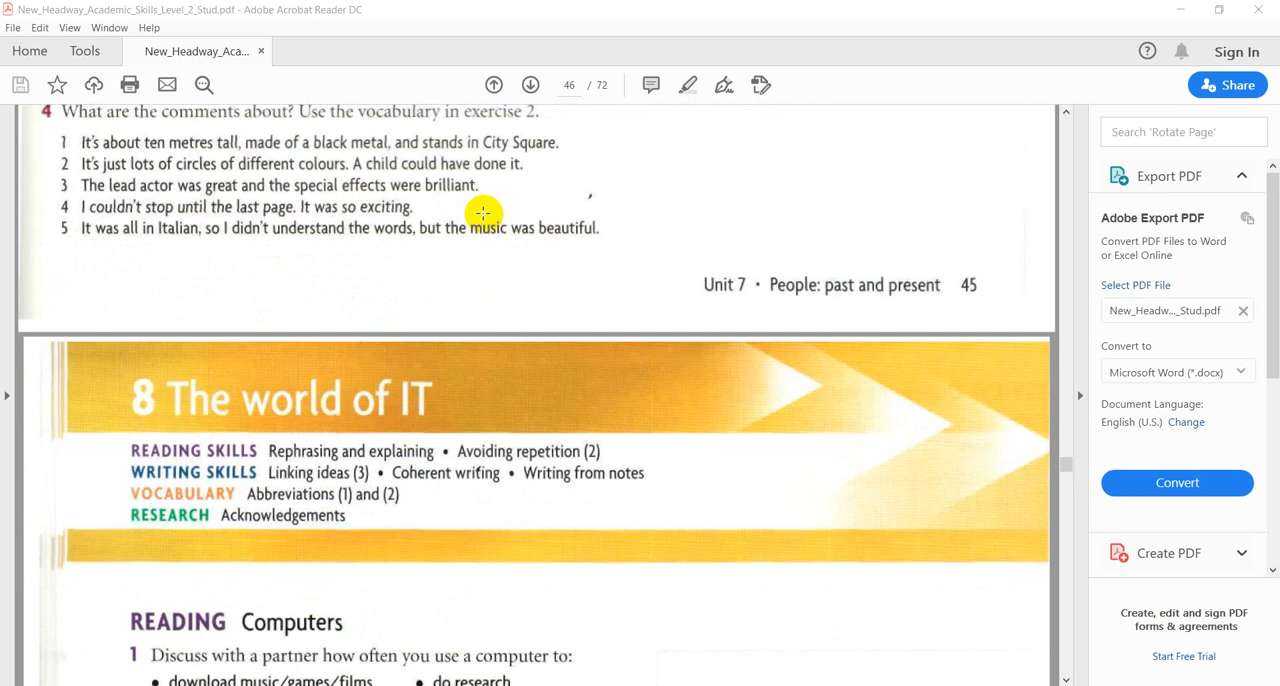 New_Headway_Academic_Skills_Level_2_Stud.pdf - Adobe Acrobat Reader DC
File Edit View Window Help
Home Tools New_Headway_Aca... × Sign In
46 / 72 Share
4 What are the comments about? Use the vocabulary in exercise 2.
1 It's about ten metres tall, made of a black metal, and stands in City Square.
2 It's just lots of circles of different colours. A child could have done it.
3 The lead actor was great and the special effects were brilliant.
4 I couldn't stop until the last page. It was so exciting.
5 It was all in Italian, so I didn't understand the words, but the music was beautiful.
Unit 7 • People: past and present 45
8 The world of IT
READING SKILLS Rephrasing and explaining • Avoiding repetition (2)
WRITING SKILLS Linking ideas (3) • Coherent writing • Writing from notes
VOCABULARY Abbreviations (1) and (2)
RESEARCH Acknowledgements
READING Computers
1 Discuss with a partner how often you use a computer to:
• download music/games/films • do research
Search 'Rotate Page'
Export PDF
Adobe Export PDF
Convert PDF Files to Word
or Excel Online
Select PDF File
New_Headw..._Stud.pdf
Convert to
Microsoft Word (*.docx)
Document Language:
English (U.S.) Change
Convert
Create PDF
Create, edit and sign PDF
forms & agreements
Start Free Trial